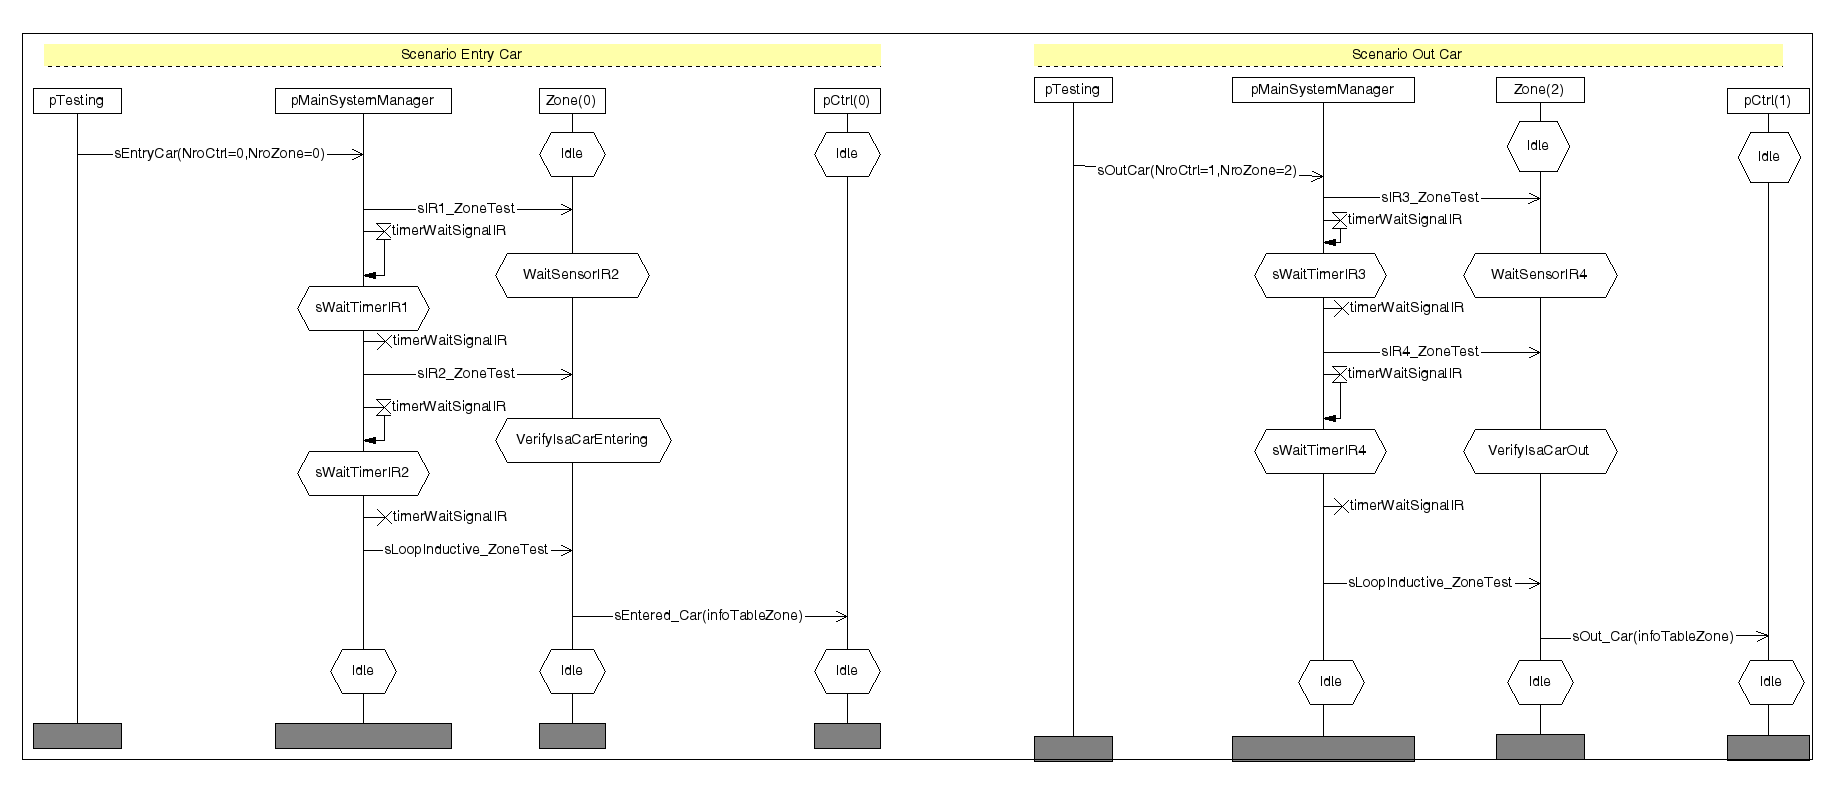 Scenario Entry Car
pTesting
pMainSystemManager
Zone(0)
pCtrl(0)
Idle
Idle
sEntryCar(NroCtrl=0,NroZone=0)
sIR1_ZoneTest
timerWaitSignalIR
WaitSensorIR2
sWaitTimerIR1
timerWaitSignalIR
sIR2_ZoneTest
timerWaitSignalIR
VerifyIsaCarEntering
sWaitTimerIR2
timerWaitSignalIR
sLoopInductive_ZoneTest
sEntered_Car(infoTableZone)
Idle
Idle
Idle
Scenario Out Car
pTesting
pMainSystemManager
Zone(2)
pCtrl(1)
Idle
Idle
sOutCar(NroCtrl=1,NroZone=2)
sIR3_ZoneTest
timerWaitSignalIR
sWaitTimerIR3
WaitSensorIR4
timerWaitSignalIR
sIR4_ZoneTest
timerWaitSignalIR
sWaitTimerIR4
VerifyIsaCarOut
timerWaitSignalIR
sLoopInductive_ZoneTest
sOut_Car(infoTableZone)
Idle
Idle
Idle